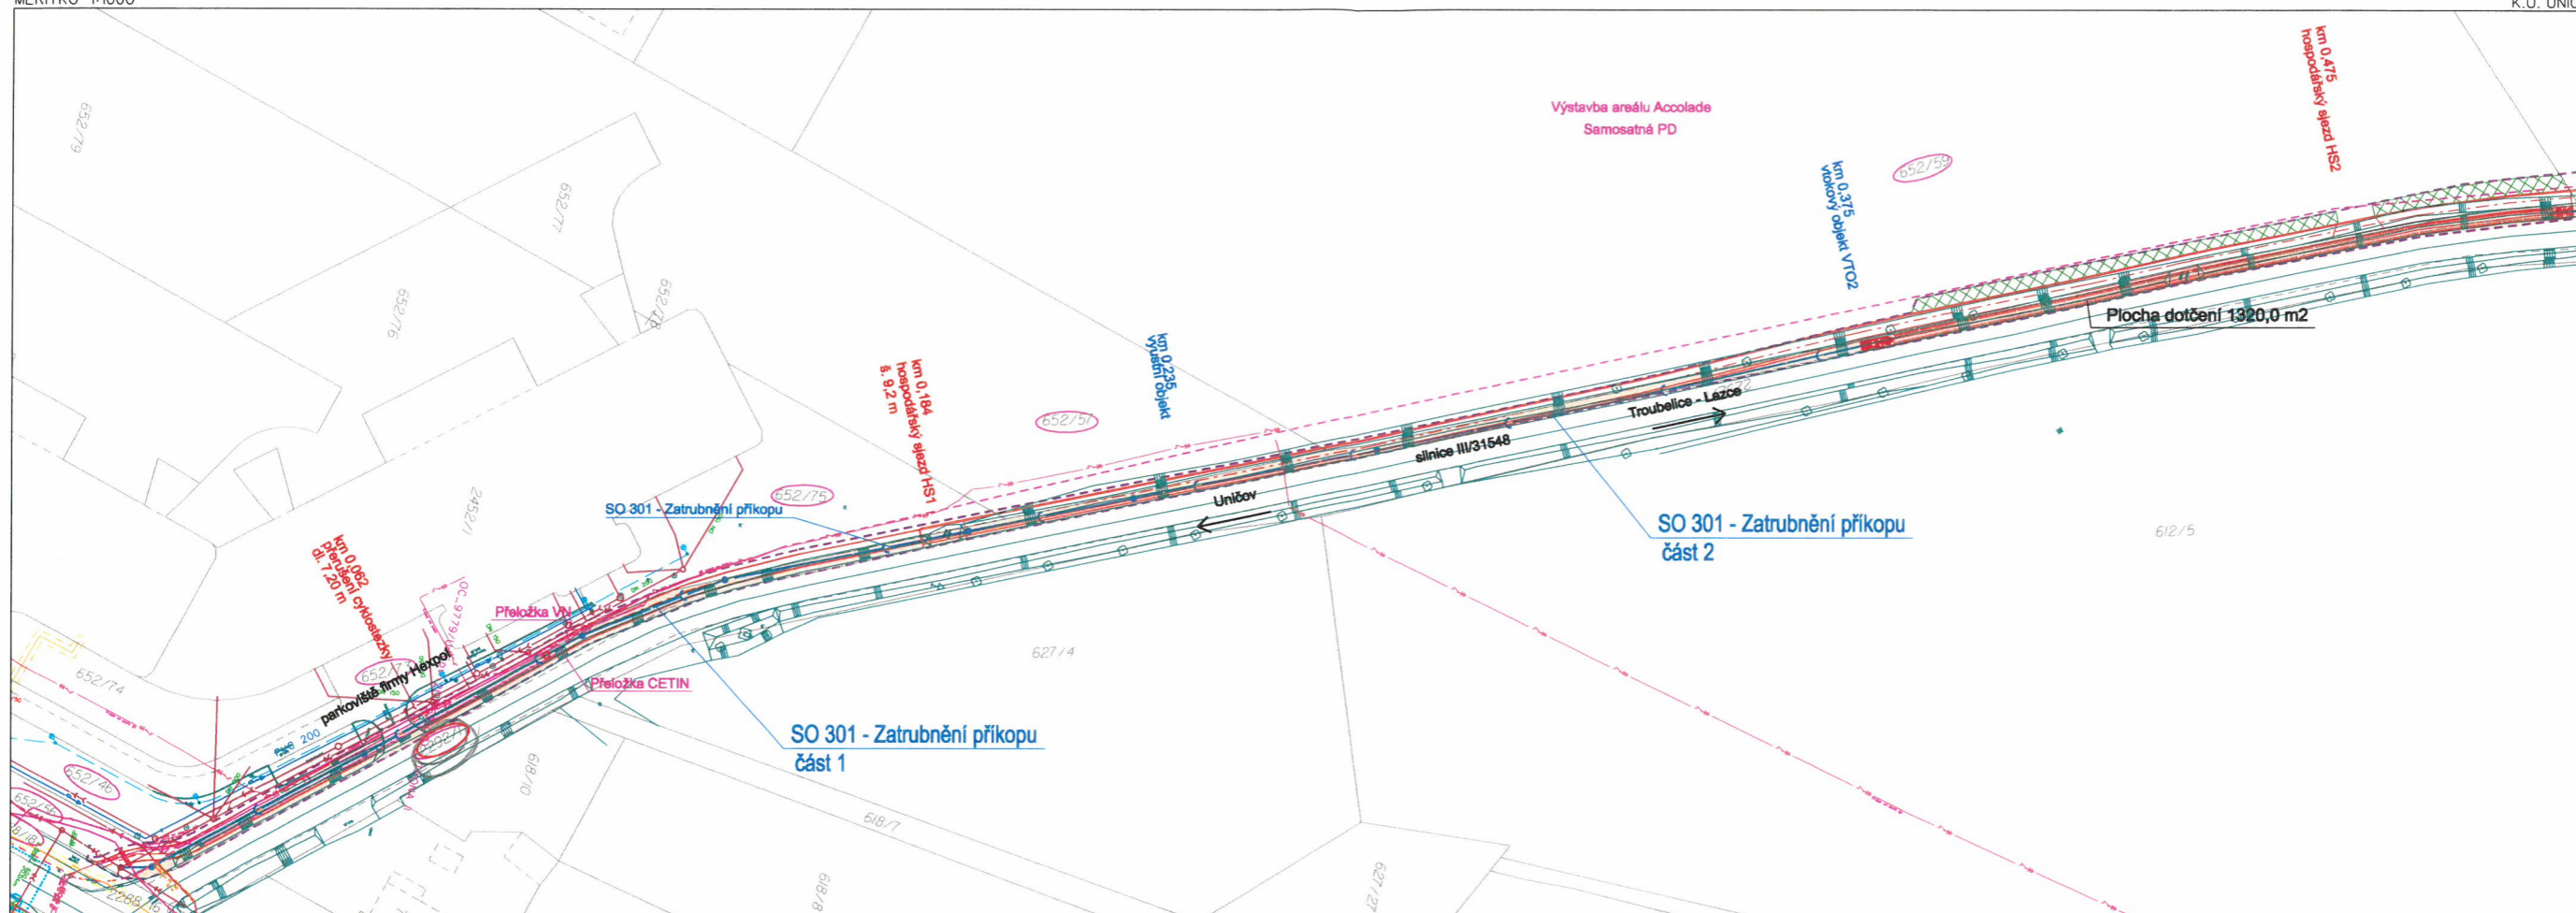 Výstavba areálu Accolade
Samosatná PD
km 0,475
hospodářský sjezd HS2
652/59
km 0,375
vtokový objekt VTO2
652/79
652/77
652/76
652/78
Plocha dotčení 1320,0 m2
km 0,235
výustní objekt
km 0,184
hospodářský sjezd HS1
š. 9,2 m
652/57
Troubelice - Lazce
silnice III/31548
Uničov
652/75
2452/1
SO 301 - Zatrubnění příkopu
SO 301 - Zatrubnění příkopu
část 2
612/5
km 0,062
přerušení cyklostezky
dl. 7,20 m
Přeložka VN
627/4
652/74
parkoviště firmy Hexpol
Přeložka CETIN
SO 301 - Zatrubnění příkopu
část 1
652/46
618/10
618/7
618/8
627/27